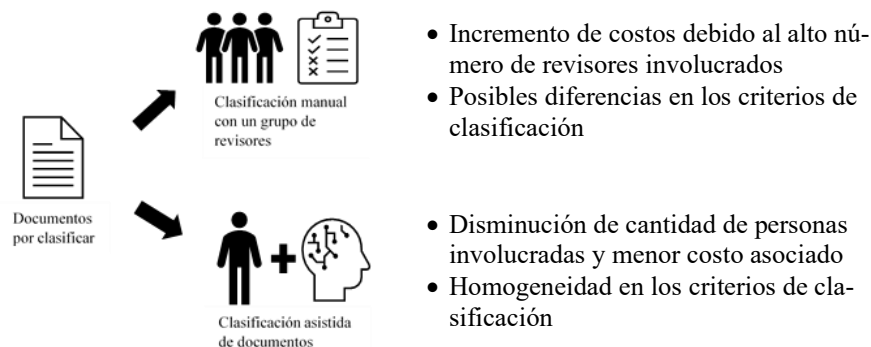 Documentos
por clasificar
Clasificación manual
con un grupo de
revisores
• Incremento de costos debido al alto nú-
mero de revisores involucrados
• Posibles diferencias en los criterios de
clasificación
Clasificación asistida
de documentos
• Disminución de cantidad de personas
involucradas y menor costo asociado
• Homogeneidad en los criterios de cla-
sificación